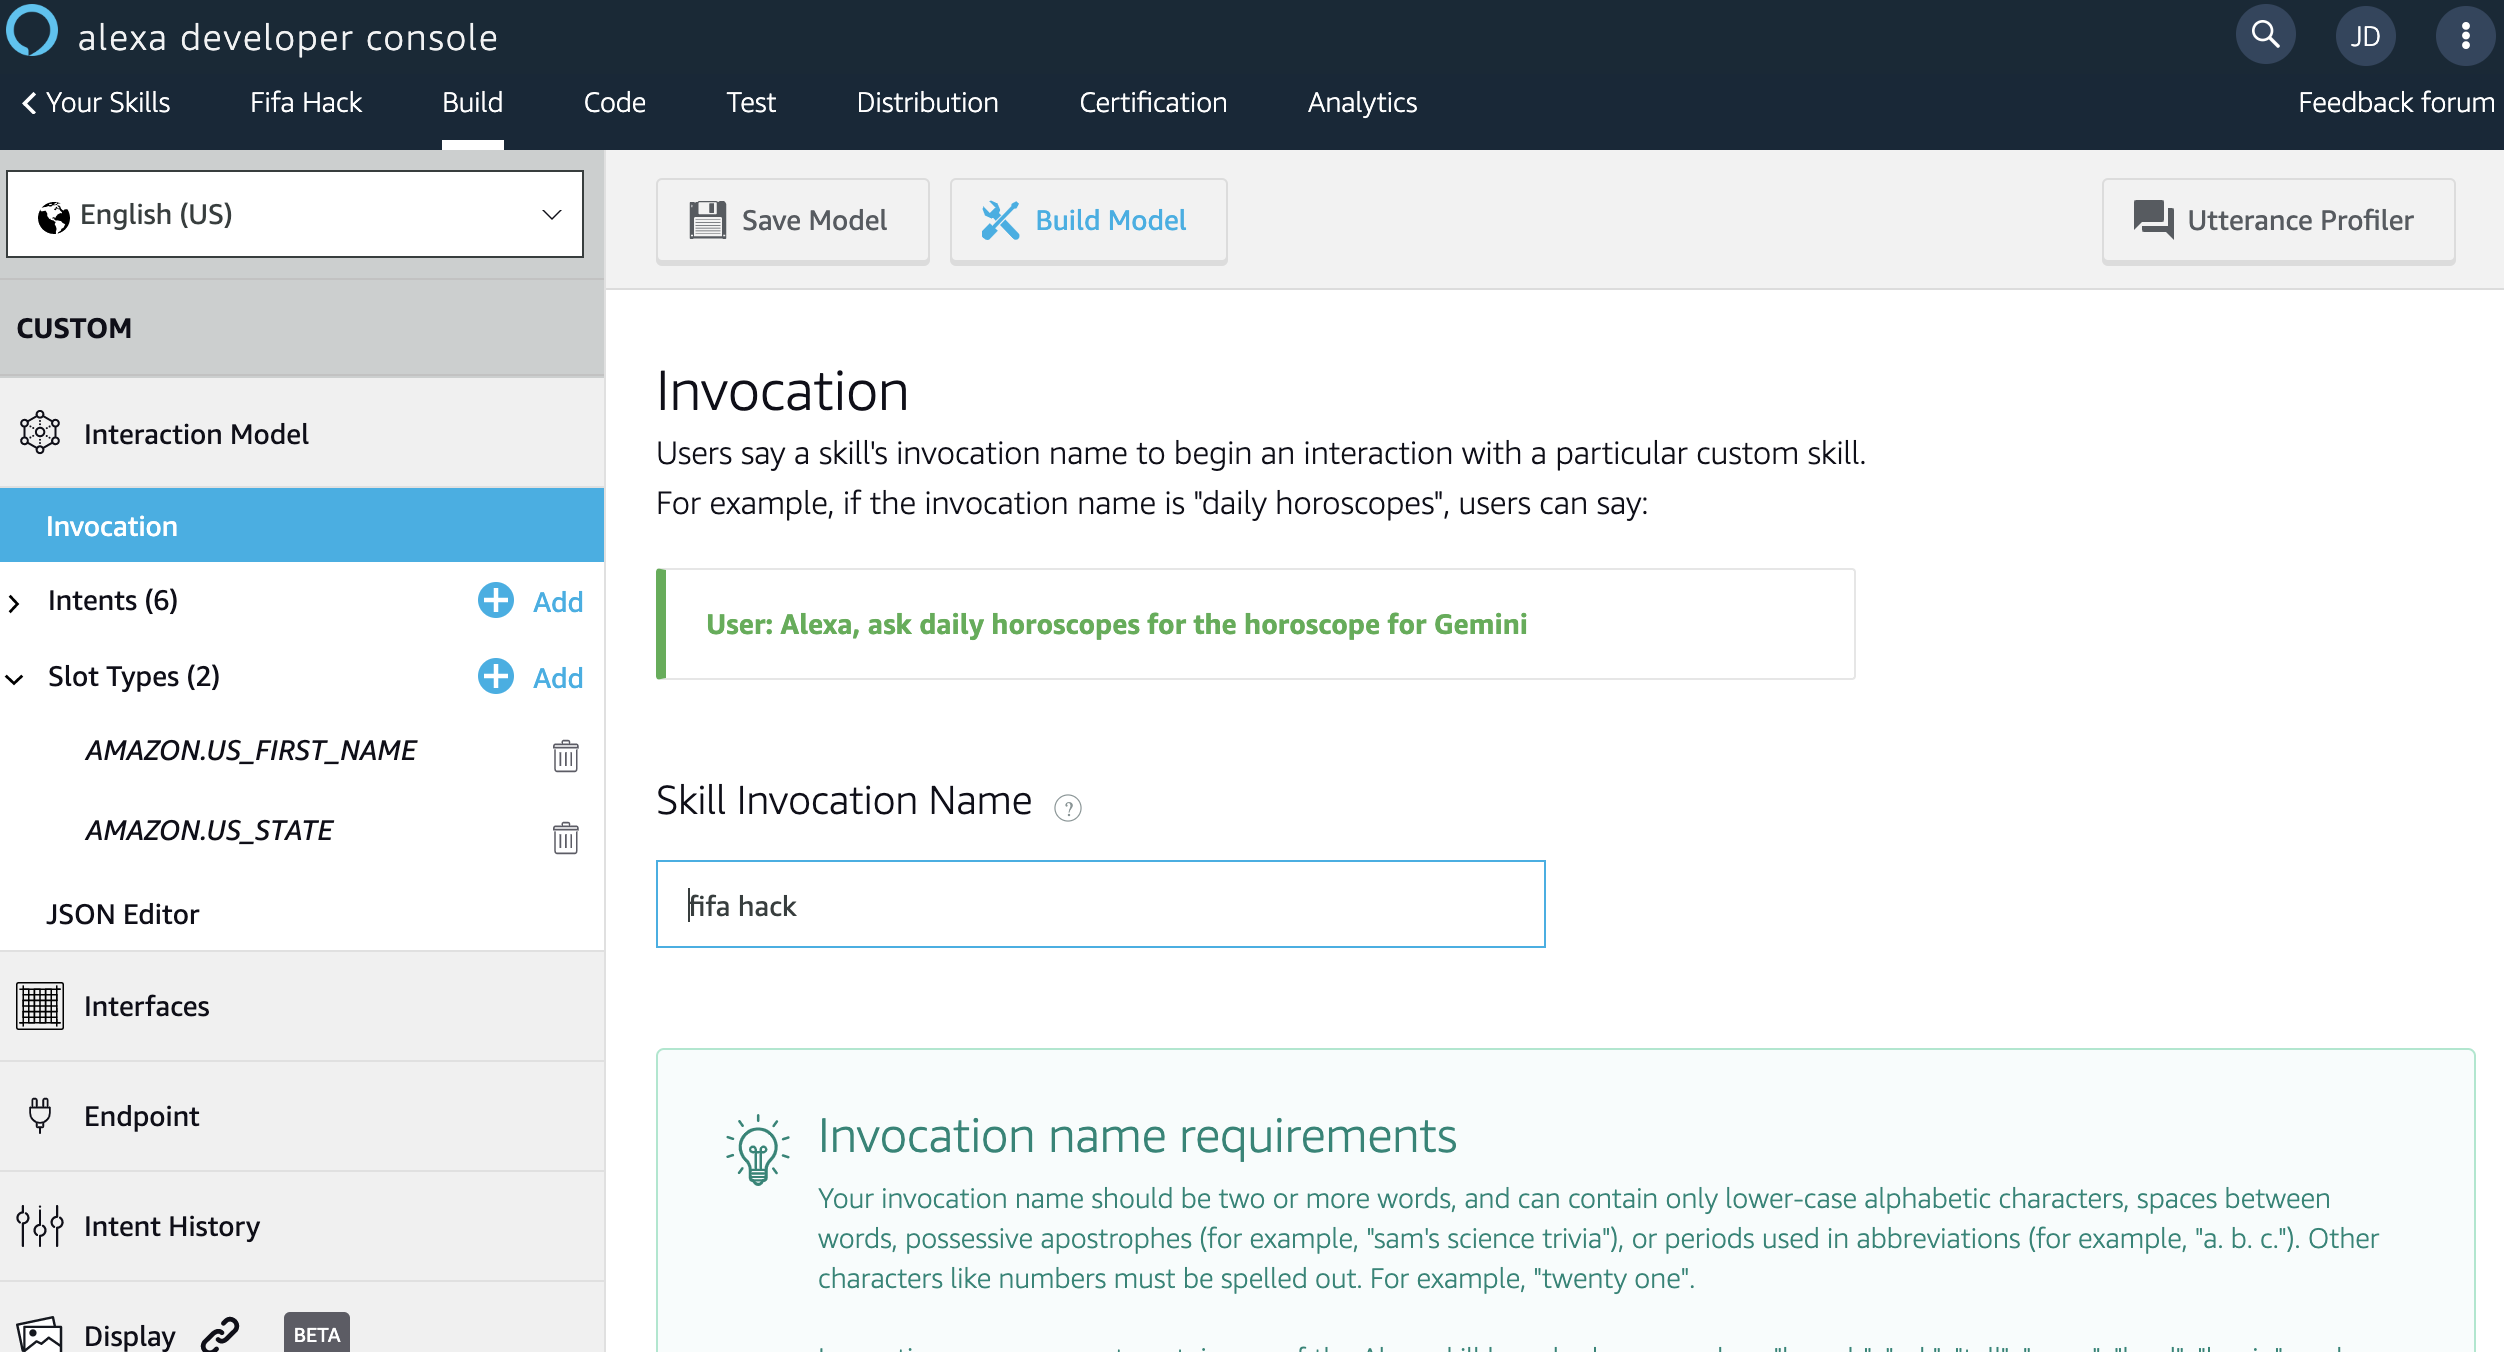 alexa developer console
JD
Your Skills
Fifa Hack
Build
Code
Test
Distribution
Certification
Analytics
Feedback forum
English (US)
Save Model
Build Model
Utterance Profiler
CUSTOM
Interaction Model
Invocation
Intents (6)
Add
Slot Types (2)
Add
AMAZON.US_FIRST_NAME
AMAZON.US_STATE
JSON Editor
Interfaces
Endpoint
Intent History
Display
BETA
Invocation
Users say a skill's invocation name to begin an interaction with a particular custom skill.
For example, if the invocation name is "daily horoscopes", users can say:
User: Alexa, ask daily horoscopes for the horoscope for Gemini
Skill Invocation Name ?
fifa hack
Invocation name requirements
Your invocation name should be two or more words, and can contain only lower-case alphabetic characters, spaces between
words, possessive apostrophes (for example, "sam's science trivia"), or periods used in abbreviations (for example, "a. b. c."). Other
characters like numbers must be spelled out. For example, "twenty one".